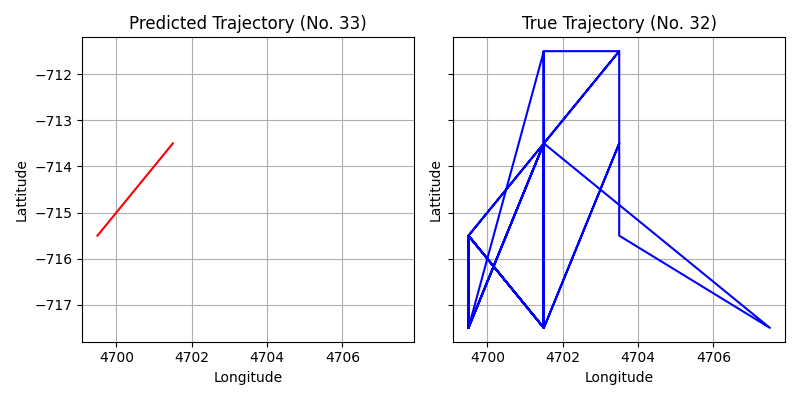 Predicted Trajectory (No. 33)
True Trajectory (No. 32)
−712
−713
−714
−715
−716
−717
Lattitude
Lattitude
4700 4702 4704 4706
4700 4702 4704 4706
Longitude
Longitude